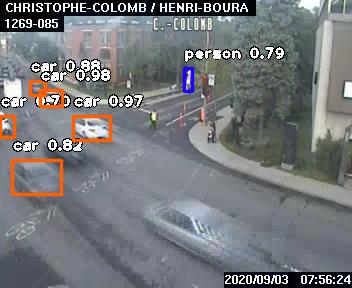 CHRISTOPHE-COLOMB / HENRI-BOURA
1269-085
C.-COLOMB
person 0.79
car 0.88
car 0.98
car 0.70
car 0.97
car 0.82
2020/09/03 07:56:24